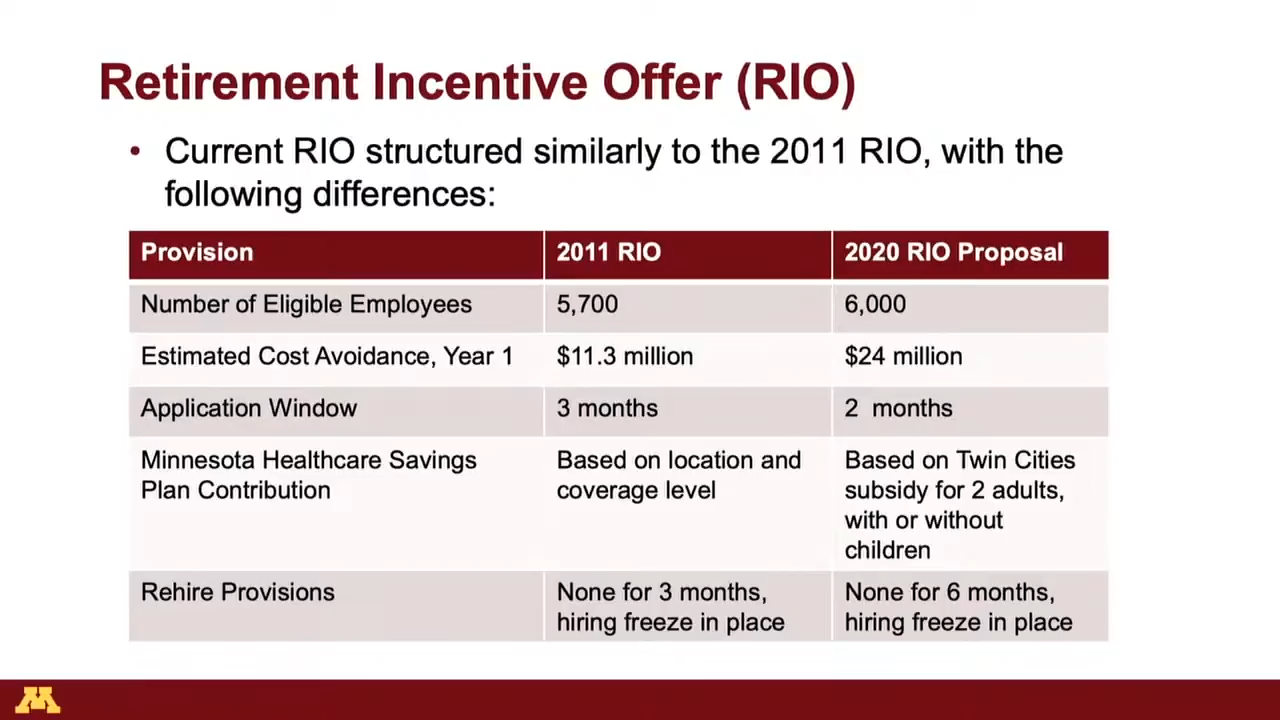 Retirement Incentive Offer (RIO)
• Current RIO structured similarly to the 2011 RIO, with the
following differences:
Provision 2011 RIO 2020 RIO Proposal
Number of Eligible Employees 5,700 6,000
Estimated Cost Avoidance, Year 1 $11.3 million $24 million
Application Window 3 months 2 months
Minnesota Healthcare Savings Based on location and Based on Twin Cities
Plan Contribution coverage level subsidy for 2 adults,
with or without
children
Rehire Provisions None for 3 months, None for 6 months,
hiring freeze in place hiring freeze in place
M